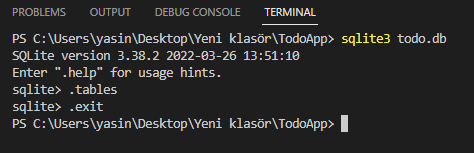 PROBLEMS OUTPUT DEBUG CONSOLE TERMINAL
PS C:\Users\yasin\Desktop\Yeni klasör\TodoApp> sqlite3 todo.db
SQLite version 3.38.2 2022-03-26 13:51:10
Enter ".help" for usage hints.
sqlite> .tables
sqlite> .exit
PS C:\Users\yasin\Desktop\Yeni klasör\TodoApp>